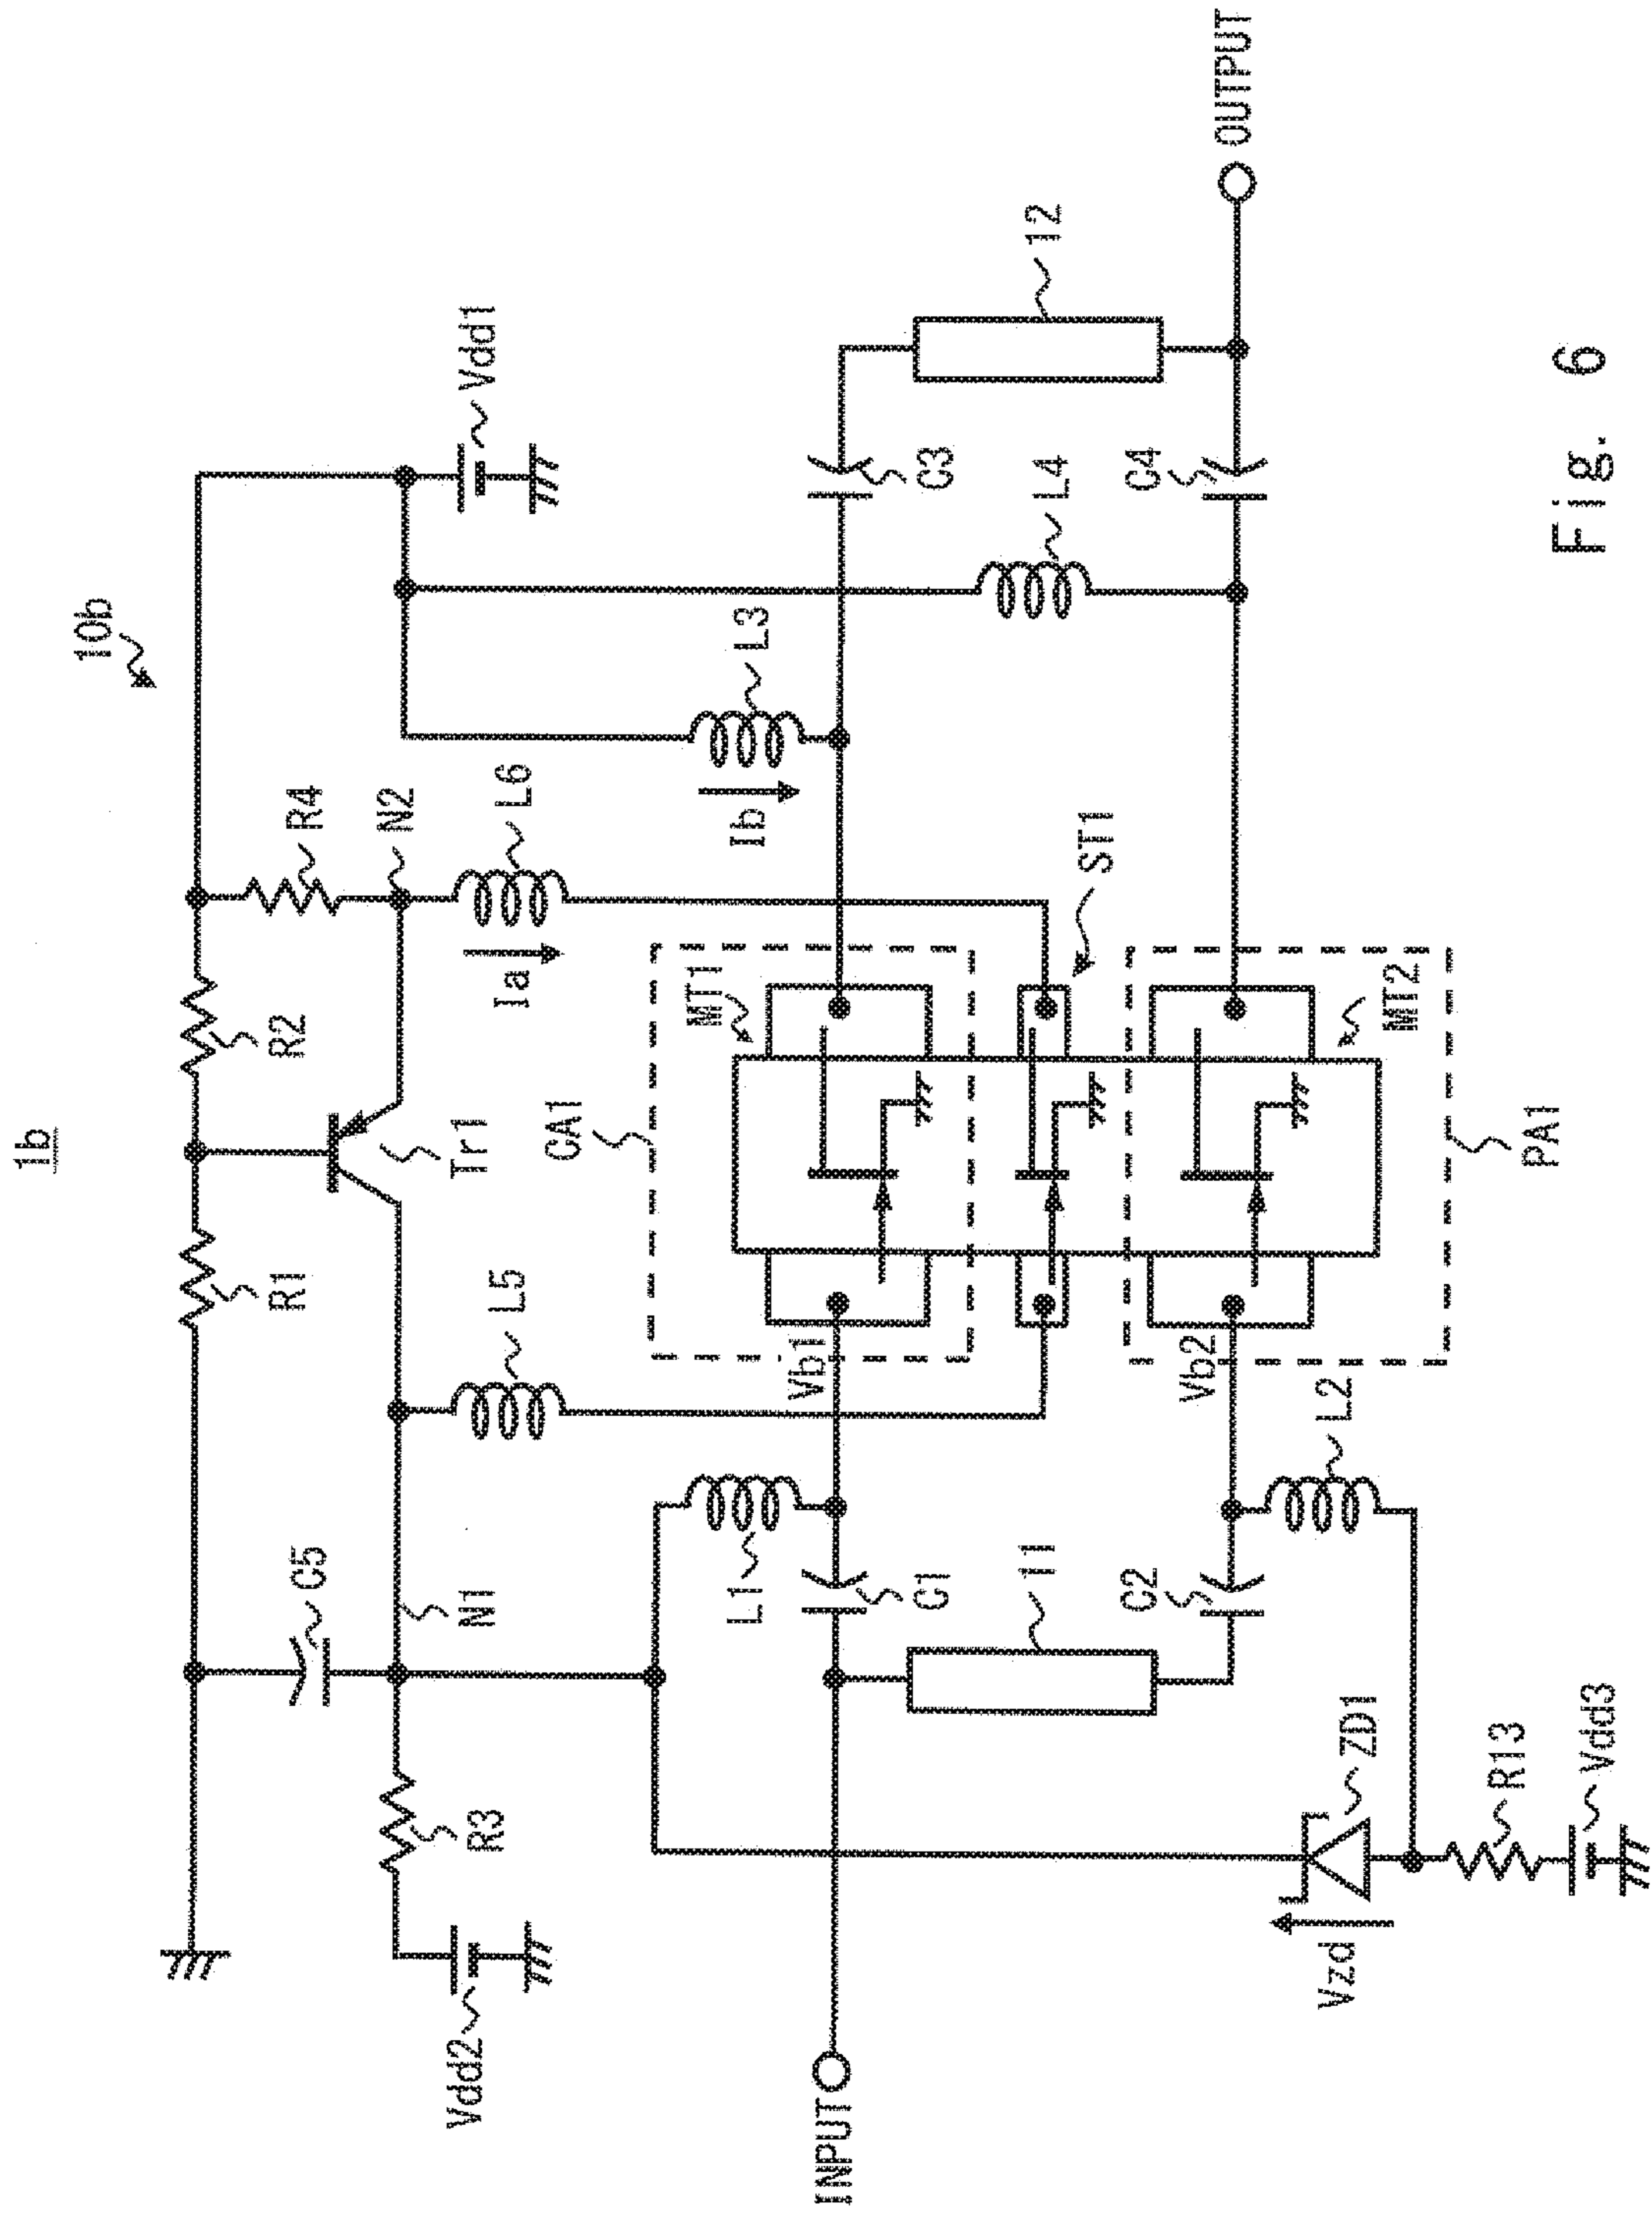 1b
10b
R1
R2
R4
N2
Tr1
C5
N1
R3
Vdd2
L5
L6
Ia
Vdd1
L3
Ib
CA1
MT1
ST1
L1
C1
Vb1
C3
12
11
L4
INPUT
C2
Vb2
L2
MT2
PA1
C4
OUTPUT
Vzd
ZD1
R13
Vdd3
Fig. 6